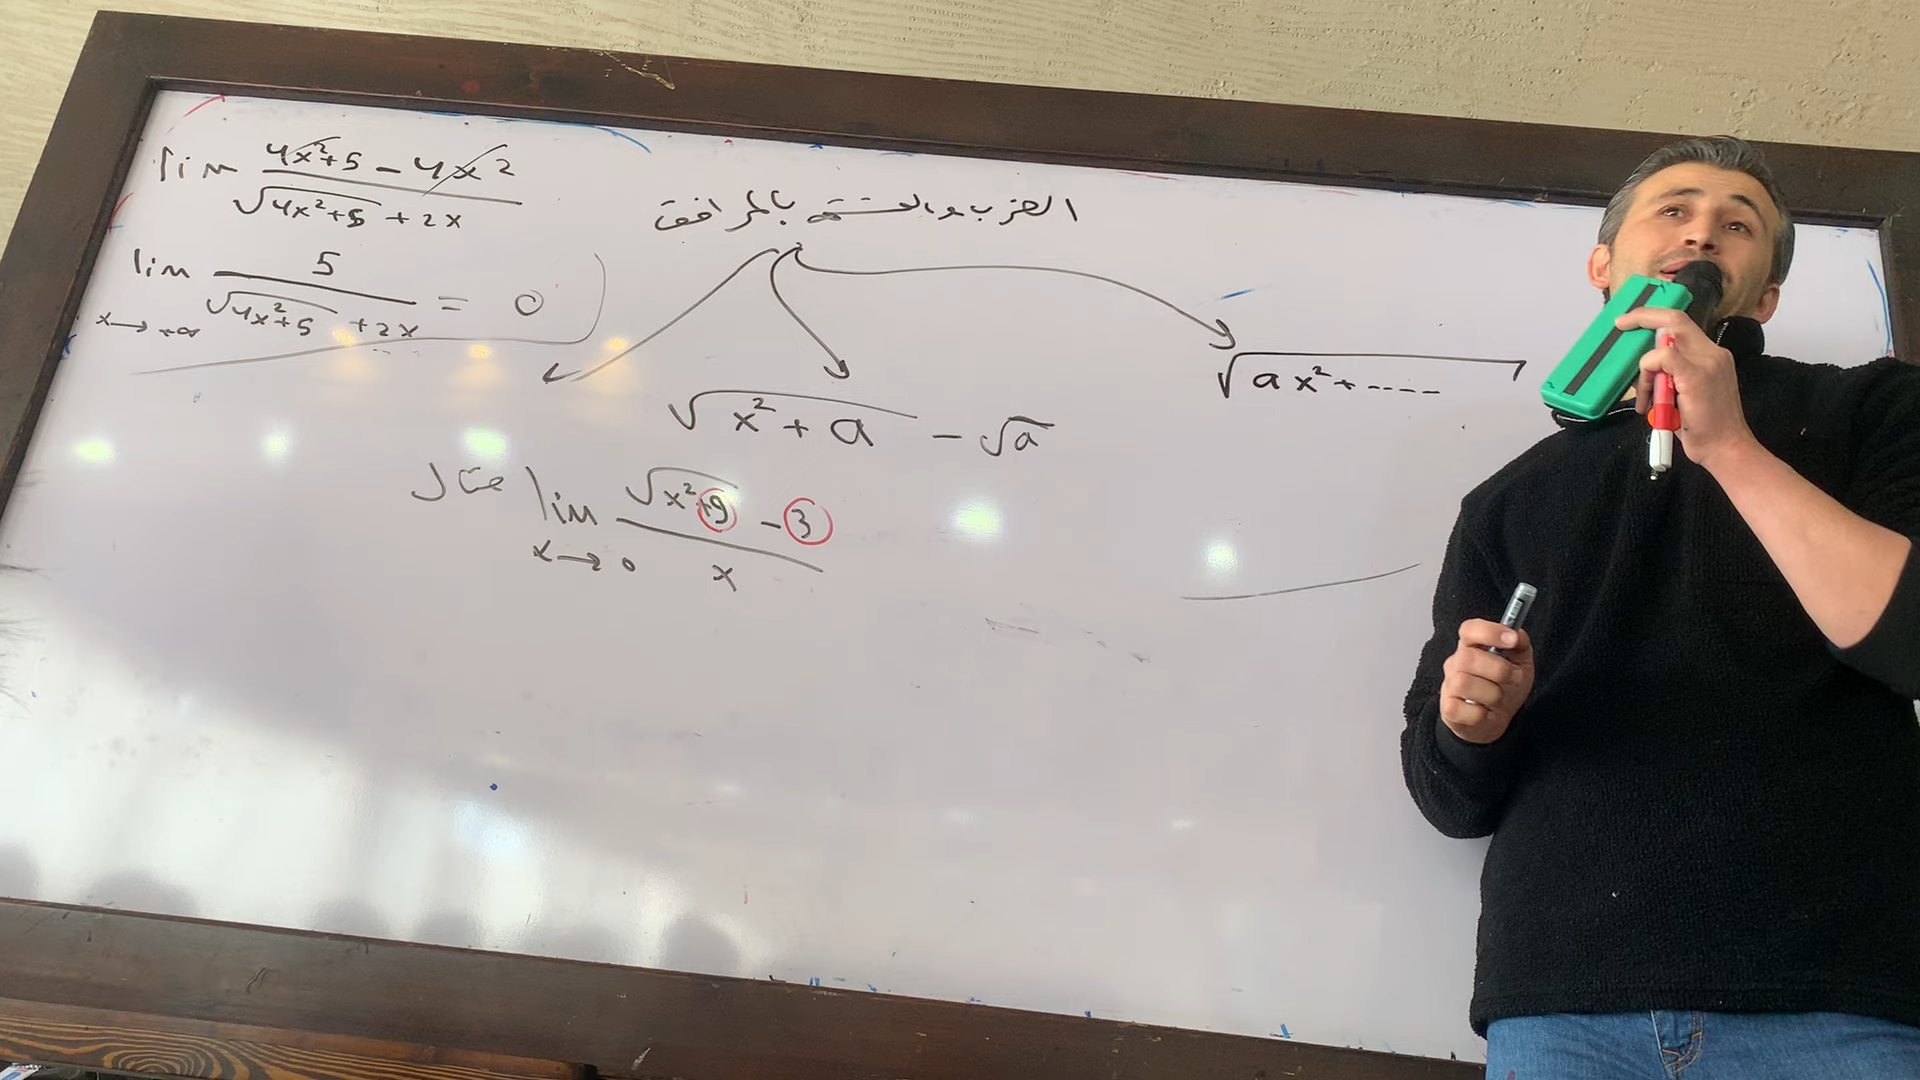 lim (4x²+5 - 4x²) / (√(4x²+5) + 2x)
lim x→+∞ 5 / (√(4x²+5) + 2x) = 0
الضرب والقسمة بالمرافق
√(ax²+----)
√(x²+a) - √a
مثال lim x→0 (√(x²+9) - 3) / x